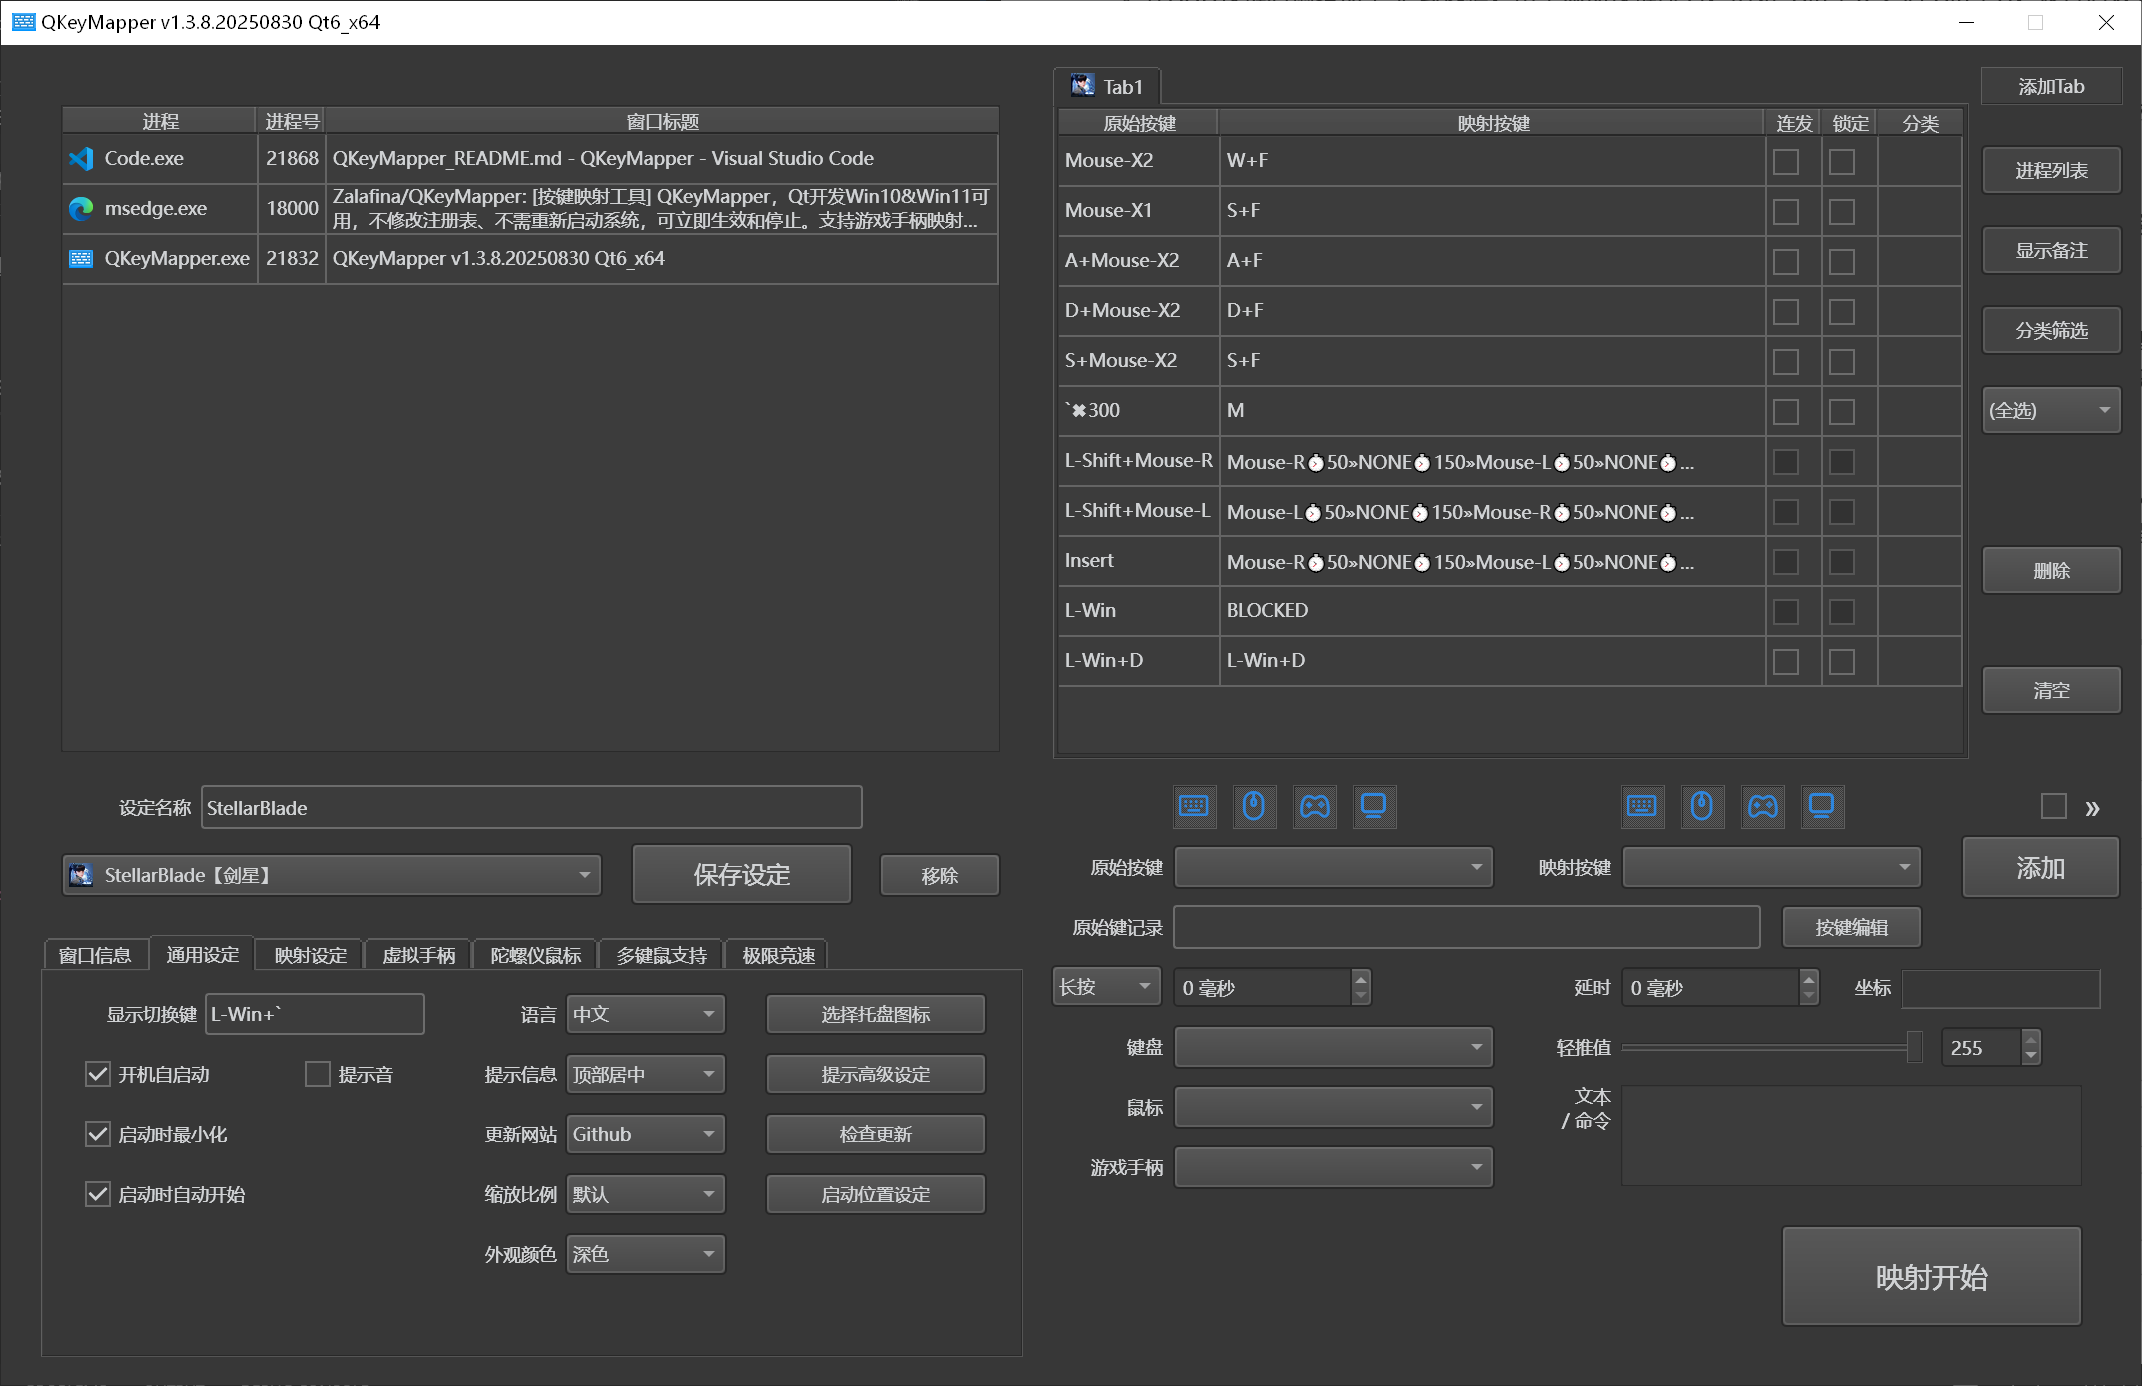 QKeyMapper v1.3.8.20250830 Qt6_x64
进程 进程号 窗口标题
Code.exe 21868 QKeyMapper_README.md - QKeyMapper - Visual Studio Code
msedge.exe 18000 Zalafina/QKeyMapper: [按键映射工具] QKeyMapper，Qt开发Win10&Win11可
用，不修改注册表、不需重新启动系统，可立即生效和停止。支持游戏手柄映射...
QKeyMapper.exe 21832 QKeyMapper v1.3.8.20250830 Qt6_x64
设定名称 StellarBlade
StellarBlade【剑星】 保存设定 移除
窗口信息 通用设定 映射设定 虚拟手柄 陀螺仪鼠标 多键鼠支持 极限竞速
显示切换键 L-Win+` 语言 中文 选择托盘图标
开机自启动 提示音 提示信息 顶部居中 提示高级设定
启动时最小化 更新网站 Github 检查更新
启动时自动开始 缩放比例 默认 启动位置设定
外观颜色 深色
Tab1
原始按键 映射按键 连发 锁定 分类
Mouse-X2 W+F
Mouse-X1 S+F
A+Mouse-X2 A+F
D+Mouse-X2 D+F
S+Mouse-X2 S+F
`✖300 M
L-Shift+Mouse-R Mouse-R⏱50»NONE⏱150»Mouse-L⏱50»NONE⏱...
L-Shift+Mouse-L Mouse-L⏱50»NONE⏱150»Mouse-R⏱50»NONE⏱...
Insert Mouse-R⏱50»NONE⏱150»Mouse-L⏱50»NONE⏱...
L-Win BLOCKED
L-Win+D L-Win+D
添加Tab
进程列表
显示备注
分类筛选
(全选)
删除
清空
»
原始按键 映射按键 添加
原始键记录 按键编辑
长按 0 毫秒 延时 0 毫秒 坐标
键盘 轻推值 255
鼠标 文本
/ 命令
游戏手柄
映射开始